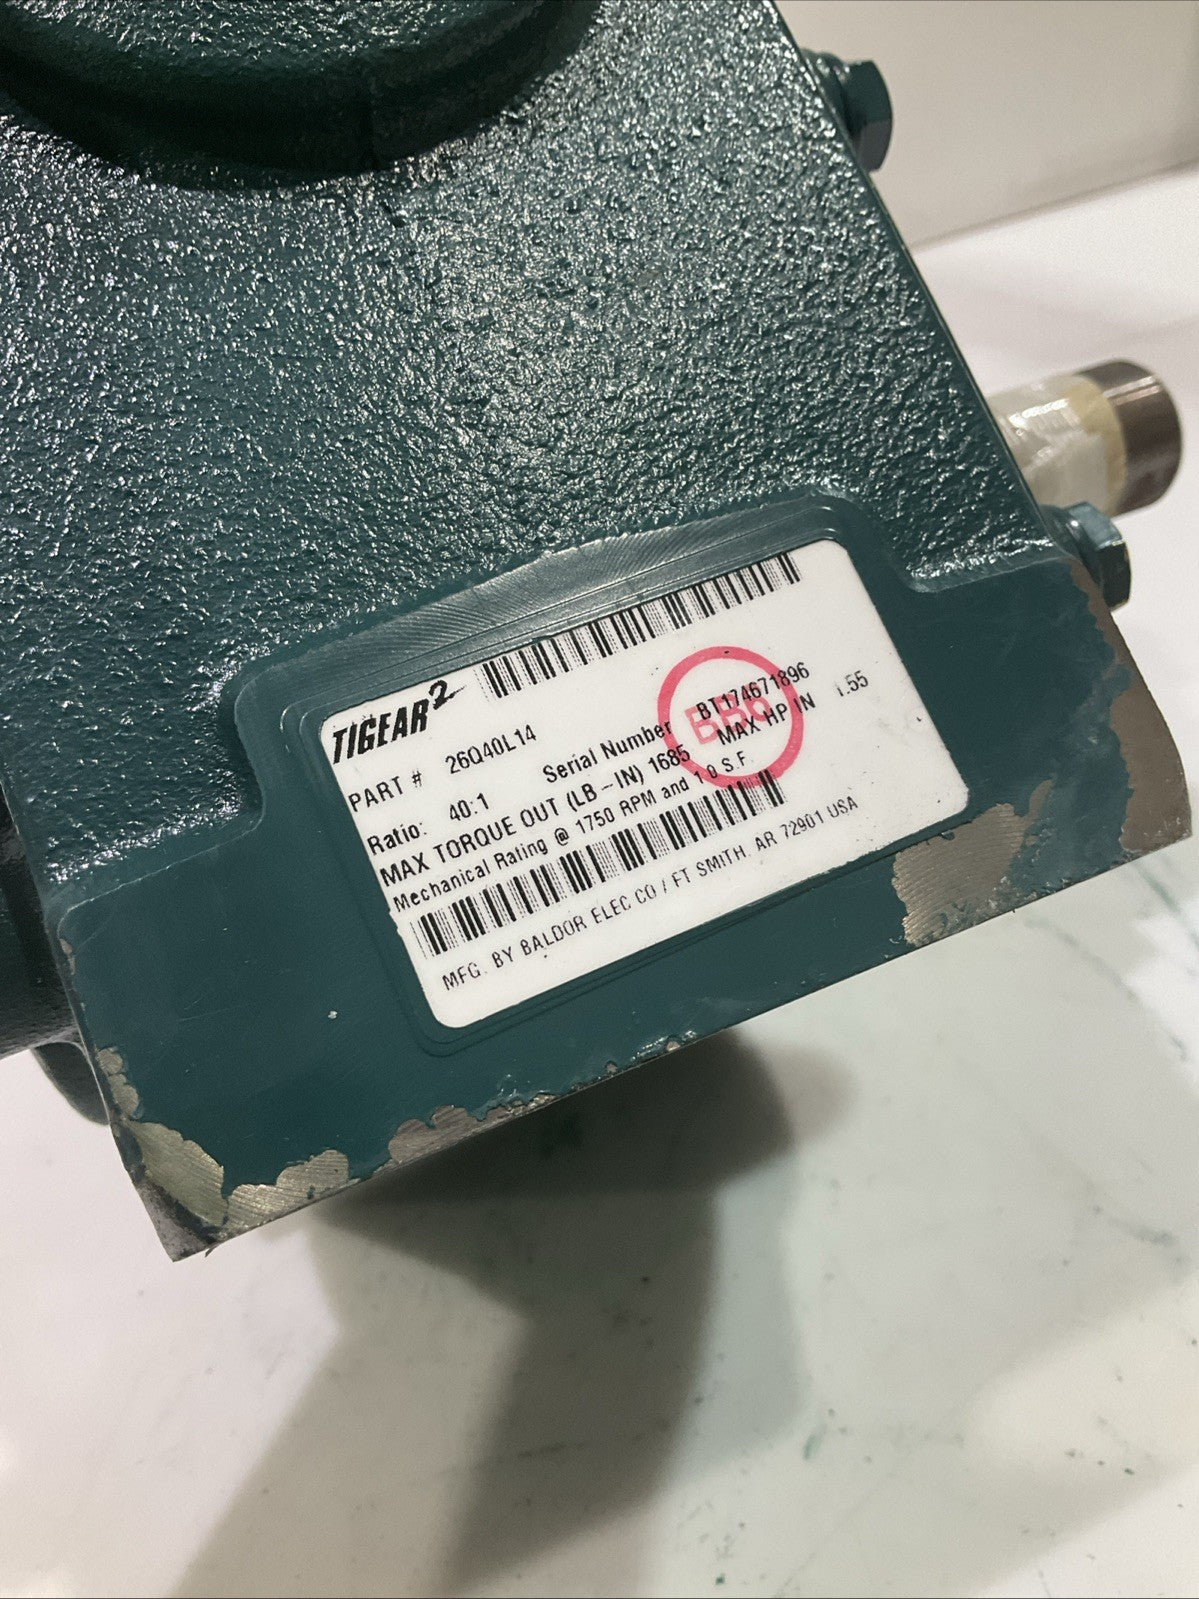 TIGEAR2
PART # 26Q40L14
Ratio: 40:1 Serial Number BT174671896
MAX TORQUE OUT (LB-IN) 1685 MAX HP IN 1.55
Mechanical Rating @ 1750 RPM and 1.0 S.F.
MFG. BY BALDOR ELEC CO / FT SMITH, AR 72901 USA